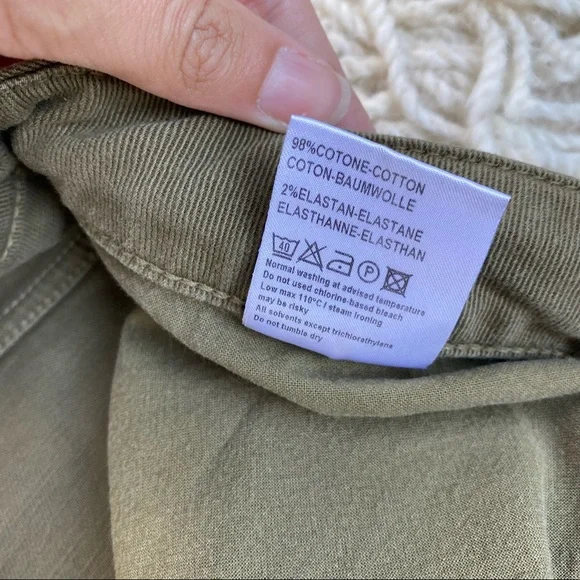 98%COTONE-COTTON
COTON-BAUMWOLLE
2%ELASTAN-ELASTANE
ELASTHANNE-ELASTHAN
40 P
Normal washing at advised temperature
Do not used chlorine-based bleach
Low max 110°C / steam ironing
may be risky
All solvents except trichlorethylene
Do not tumble dry